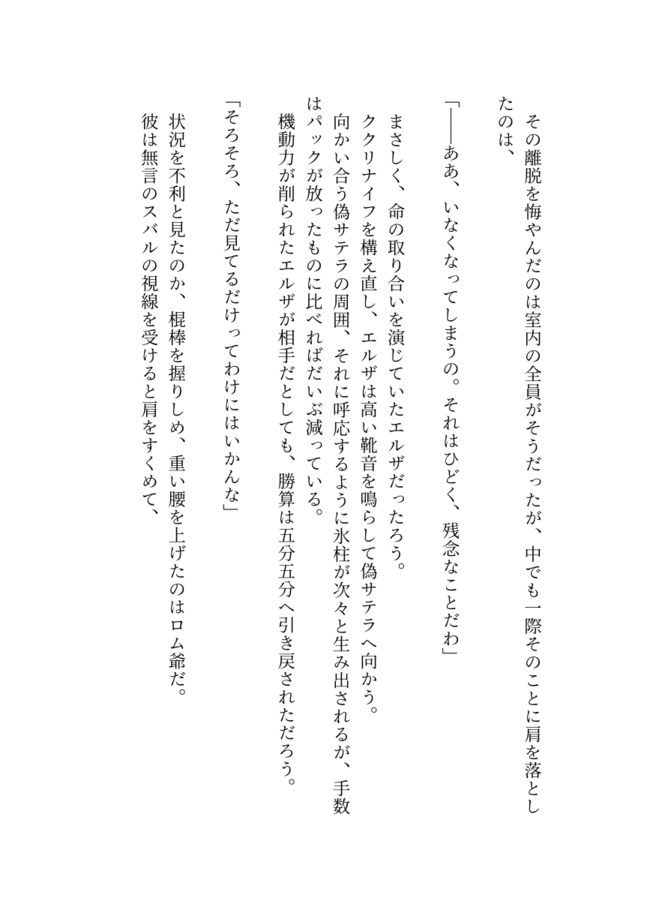 その離脱を悔やんだのは室内の全員がそうだったが、中でも一際そのことに肩を落とし
たのは、
「――ああ、いなくなってしまうの。それはひどく、残念なことだわ」
　まさしく、命の取り合いを演じていたエルザだったろう。
　ククリナイフを構え直し、エルザは高い靴音を鳴らして偽サテラへ向かう。
　向かい合う偽サテラの周囲、それに呼応するように氷柱が次々と生み出されるが、手数
はパックが放ったものに比べればだいぶ減っている。
　機動力が削られたエルザが相手だとしても、勝算は五分五分へ引き戻されただろう。
「そろそろ、ただ見てるだけってわけにはいかんな」
　状況を不利と見たのか、棍棒を握りしめ、重い腰を上げたのはロム爺だ。
　彼は無言のスバルの視線を受けると肩をすくめて、